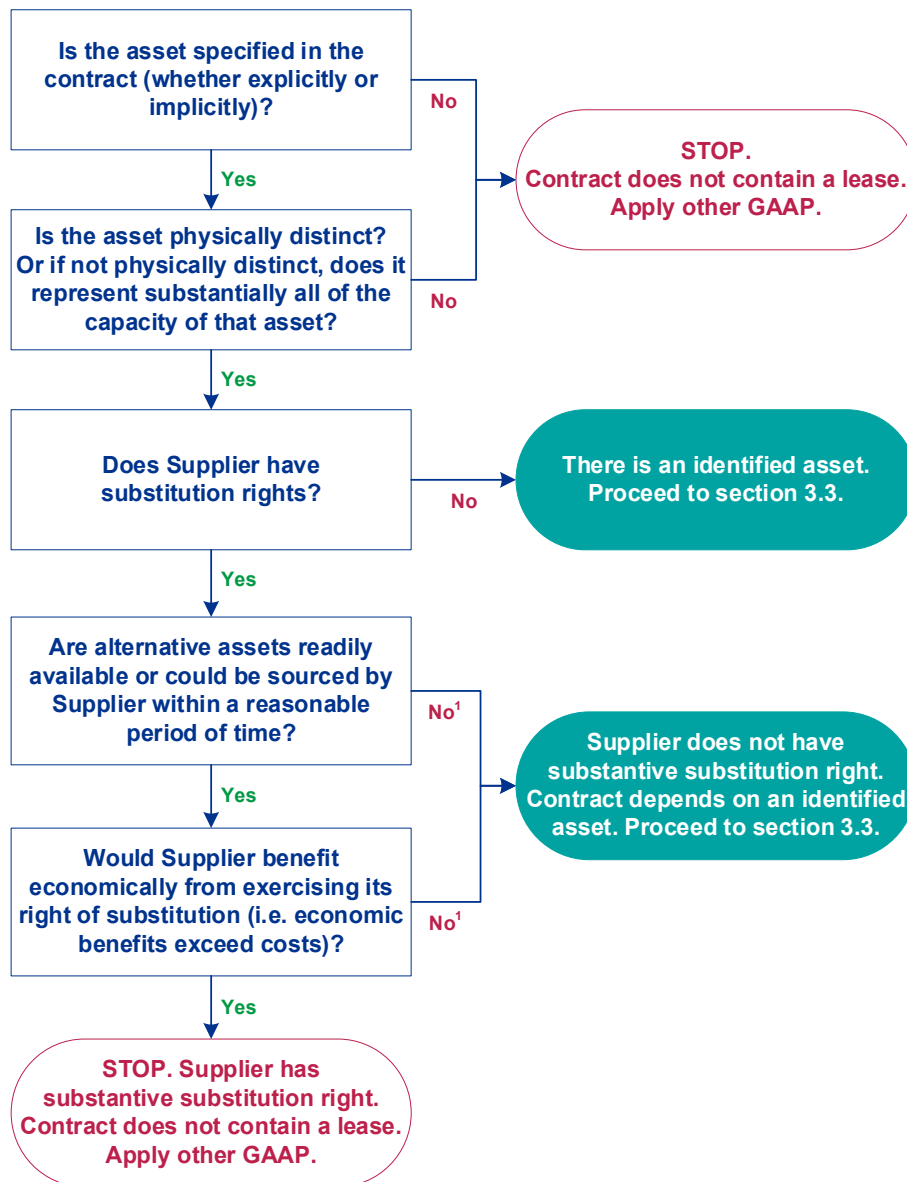 Is the asset specified in the
contract (whether explicitly or
implicitly)?
No
STOP.
Contract does not contain a lease.
Apply other GAAP.
Yes
Is the asset physically distinct?
Or if not physically distinct, does it
represent substantially all of the
capacity of that asset?
No
Yes
Does Supplier have
substitution rights?
No
There is an identified asset.
Proceed to section 3.3.
Yes
Are alternative assets readily
available or could be sourced by
Supplier within a reasonable
period of time?
No¹
Supplier does not have
substantive substitution right.
Contract depends on an identified
asset. Proceed to section 3.3.
Yes
Would Supplier benefit
economically from exercising its
right of substitution (i.e. economic
benefits exceed costs)?
No¹
Yes
STOP. Supplier has
substantive substitution right.
Contract does not contain a lease.
Apply other GAAP.